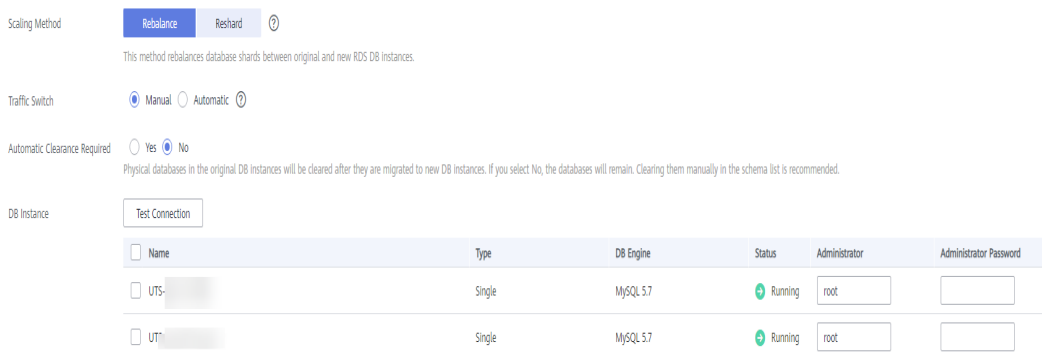 Scaling Method Rebalance Reshard ?
This method rebalances database shards between original and new RDS DB instances.
Traffic Switch Manual Automatic ?
Automatic Clearance Required Yes No
Physical databases in the original DB instances will be cleared after they are migrated to new DB instances. If you select No, the databases will remain. Clearing them manually in the schema list is recommended.
DB Instance Test Connection
Name Type DB Engine Status Administrator Administrator Password
UTS- Single MySQL 5.7 Running root
Single MySQL 5.7 Running root